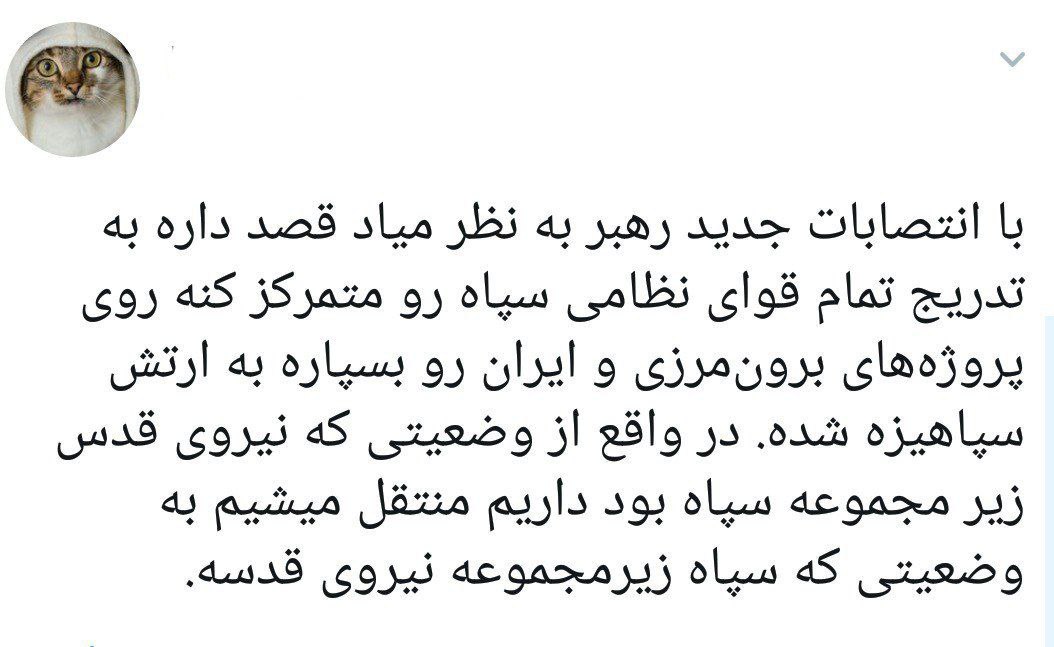 با انتصابات جدید رهبر به نظر میاد قصد داره به
تدریج تمام قوای نظامی سپاه رو متمرکز کنه روی
پروژه‌های برون‌مرزی و ایران رو بسپاره به ارتش
سپاهیزه شده. در واقع از وضعیتی که نیروی قدس
زیر مجموعه سپاه بود داریم منتقل میشیم به
وضعیتی که سپاه زیرمجموعه نیروی قدسه.